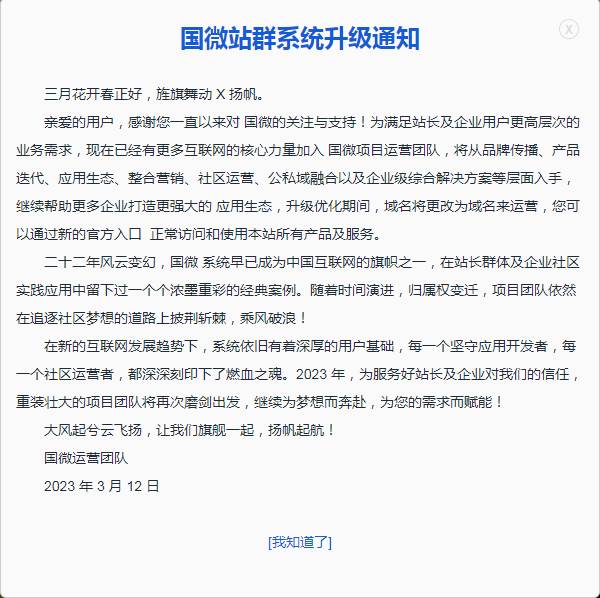 国微站群系统升级通知
X
三月花开春正好，旌旗舞动 X 扬帆。
亲爱的用户，感谢您一直以来对 国微的关注与支持！为满足站长及企业用户更高层次的
业务需求，现在已经有更多互联网的核心力量加入 国微项目运营团队，将从品牌传播、产品
迭代、应用生态、整合营销、社区运营、公私域融合以及企业级综合解决方案等层面入手，
继续帮助更多企业打造更强大的 应用生态，升级优化期间，域名将更改为域名来运营，您可
以通过新的官方入口 正常访问和使用本站所有产品及服务。
二十二年风云变幻，国微 系统早已成为中国互联网的旗帜之一，在站长群体及企业社区
实践应用中留下过一个个浓墨重彩的经典案例。随着时间演进，归属权变迁，项目团队依然
在追逐社区梦想的道路上披荆斩棘，乘风破浪！
在新的互联网发展趋势下，系统依旧有着深厚的用户基础，每一个坚守应用开发者，每
一个社区运营者，都深深刻印下了燃血之魂。2023 年，为服务好站长及企业对我们的信任，
重装壮大的项目团队将再次磨剑出发，继续为梦想而奔赴，为您的需求而赋能！
大风起兮云飞扬，让我们旗舰一起，扬帆起航！
国微运营团队
2023 年 3 月 12 日
[我知道了]